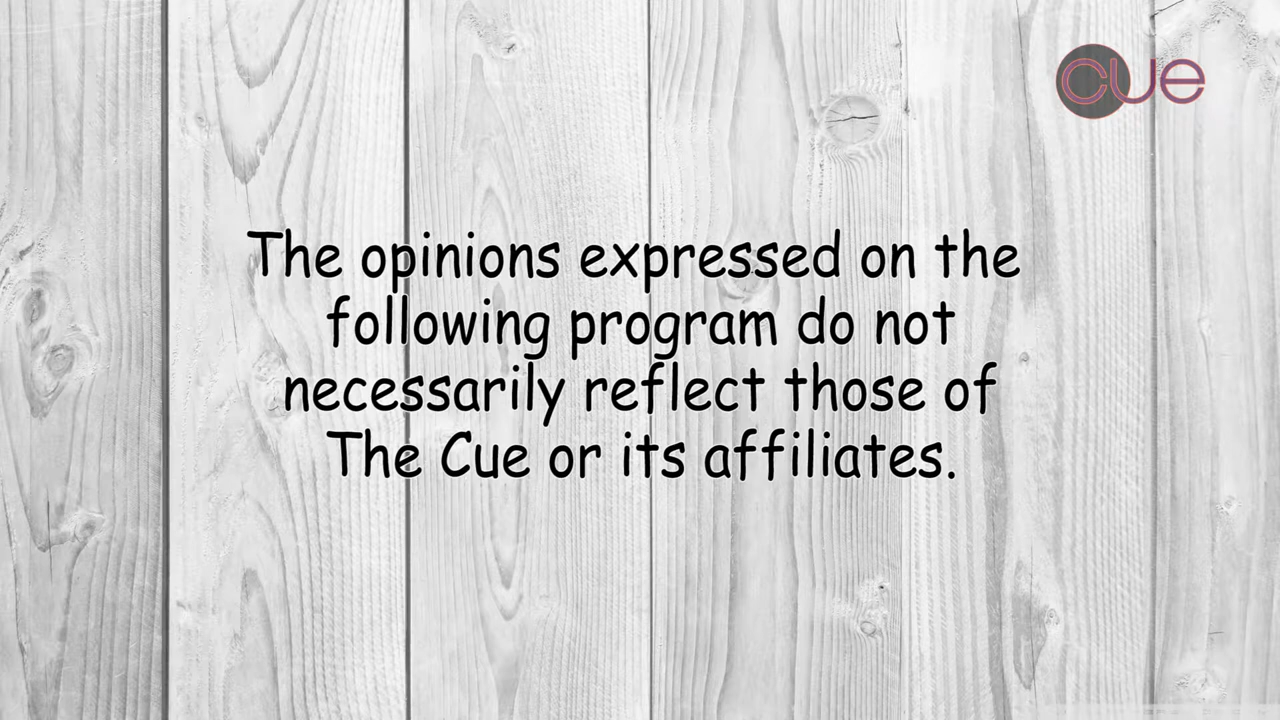 cue
The opinions expressed on the
following program do not
necessarily reflect those of
The Cue or its affiliates.